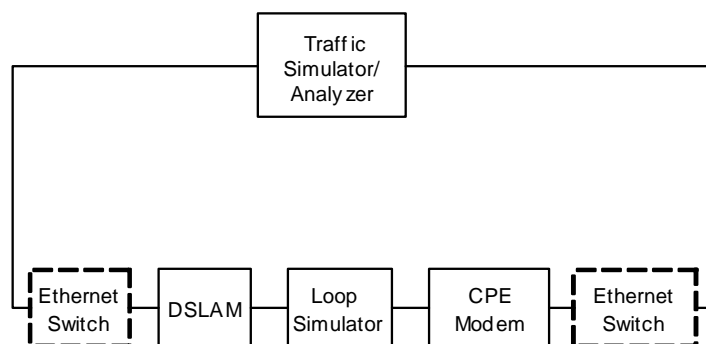 Traffic
Simulator/
Analyzer
Ethernet
Switch
DSLAM
Loop
Simulator
CPE
Modem
Ethernet
Switch